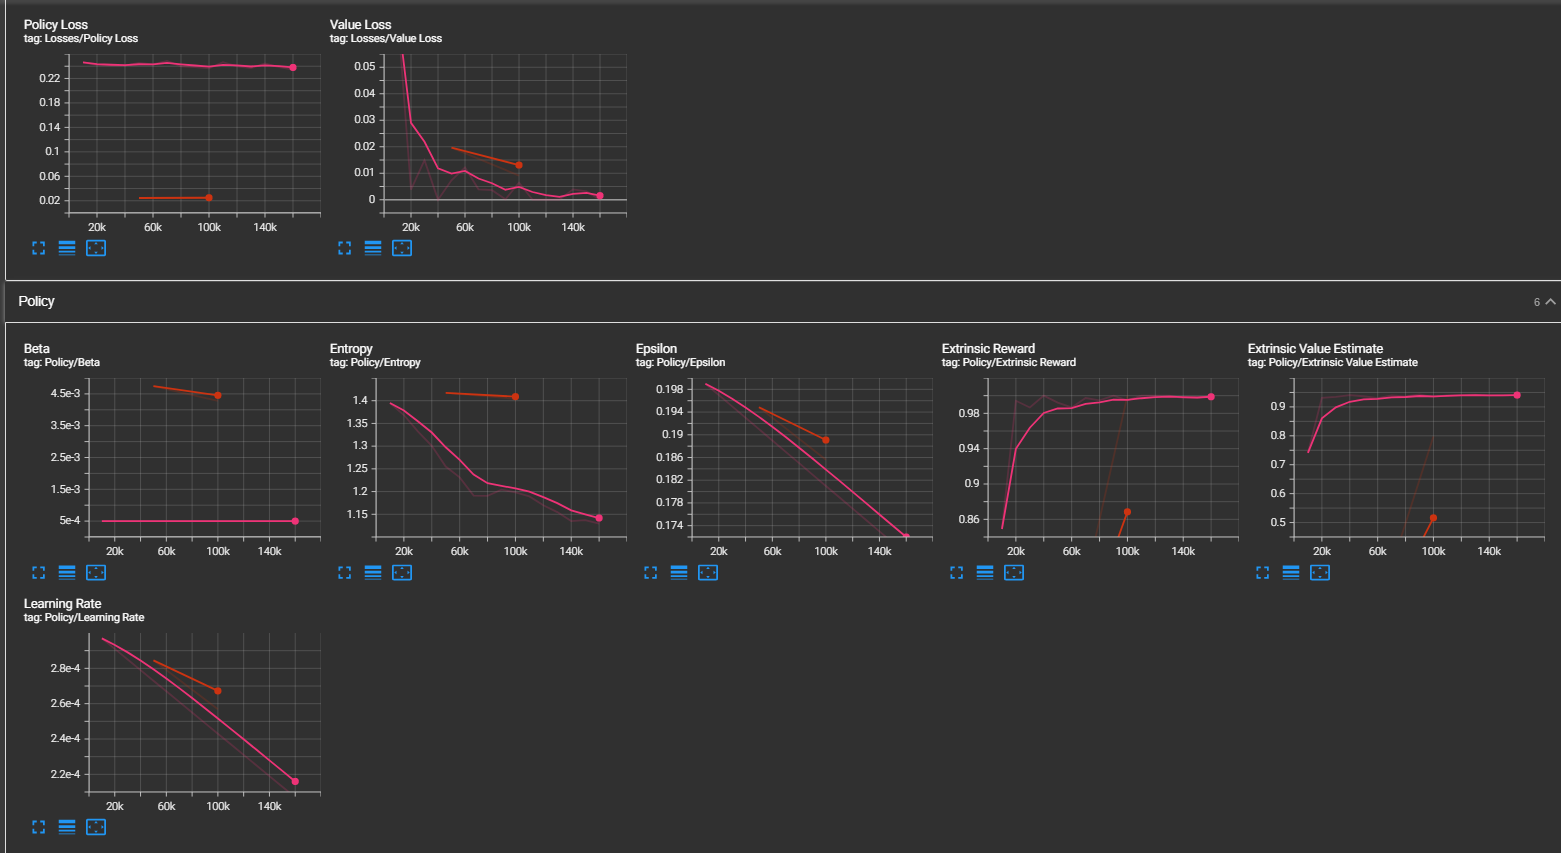 Policy Loss
tag: Losses/Policy Loss
0.22
0.18
0.14
0.1
0.06
0.02
20k 60k 100k 140k
Value Loss
tag: Losses/Value Loss
0.05
0.04
0.03
0.02
0.01
0
20k 60k 100k 140k
Policy
6
Beta
tag: Policy/Beta
4.5e-3
3.5e-3
2.5e-3
1.5e-3
5e-4
20k 60k 100k 140k
Entropy
tag: Policy/Entropy
1.4
1.35
1.3
1.25
1.2
1.15
20k 60k 100k 140k
Epsilon
tag: Policy/Epsilon
0.198
0.194
0.19
0.186
0.182
0.178
0.174
20k 60k 100k 140k
Extrinsic Reward
tag: Policy/Extrinsic Reward
0.98
0.94
0.9
0.86
20k 60k 100k 140k
Extrinsic Value Estimate
tag: Policy/Extrinsic Value Estimate
0.9
0.8
0.7
0.6
0.5
20k 60k 100k 140k
Learning Rate
tag: Policy/Learning Rate
2.8e-4
2.6e-4
2.4e-4
2.2e-4
20k 60k 100k 140k